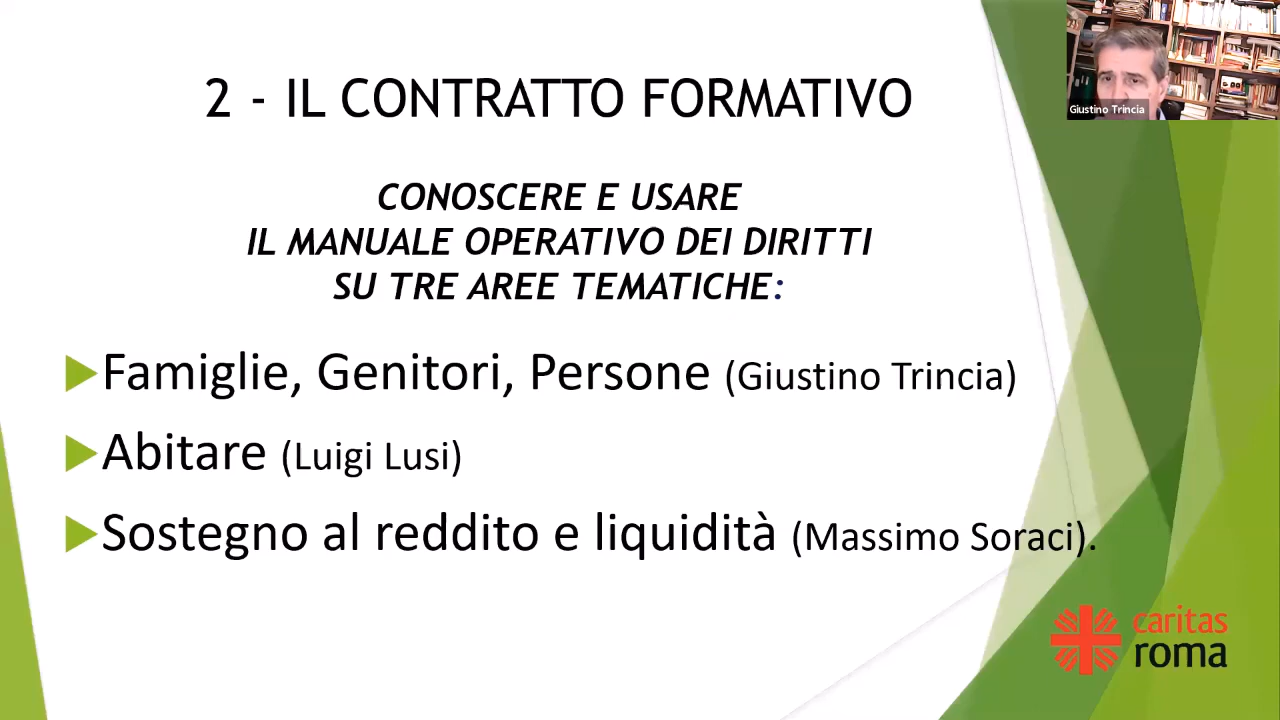 2 - IL CONTRATTO FORMATIVO
Giustino Trincia
CONOSCERE E USARE
IL MANUALE OPERATIVO DEI DIRITTI
SU TRE AREE TEMATICHE:
Famiglie, Genitori, Persone (Giustino Trincia)
Abitare (Luigi Lusi)
Sostegno al reddito e liquidità (Massimo Soraci).
caritas
roma